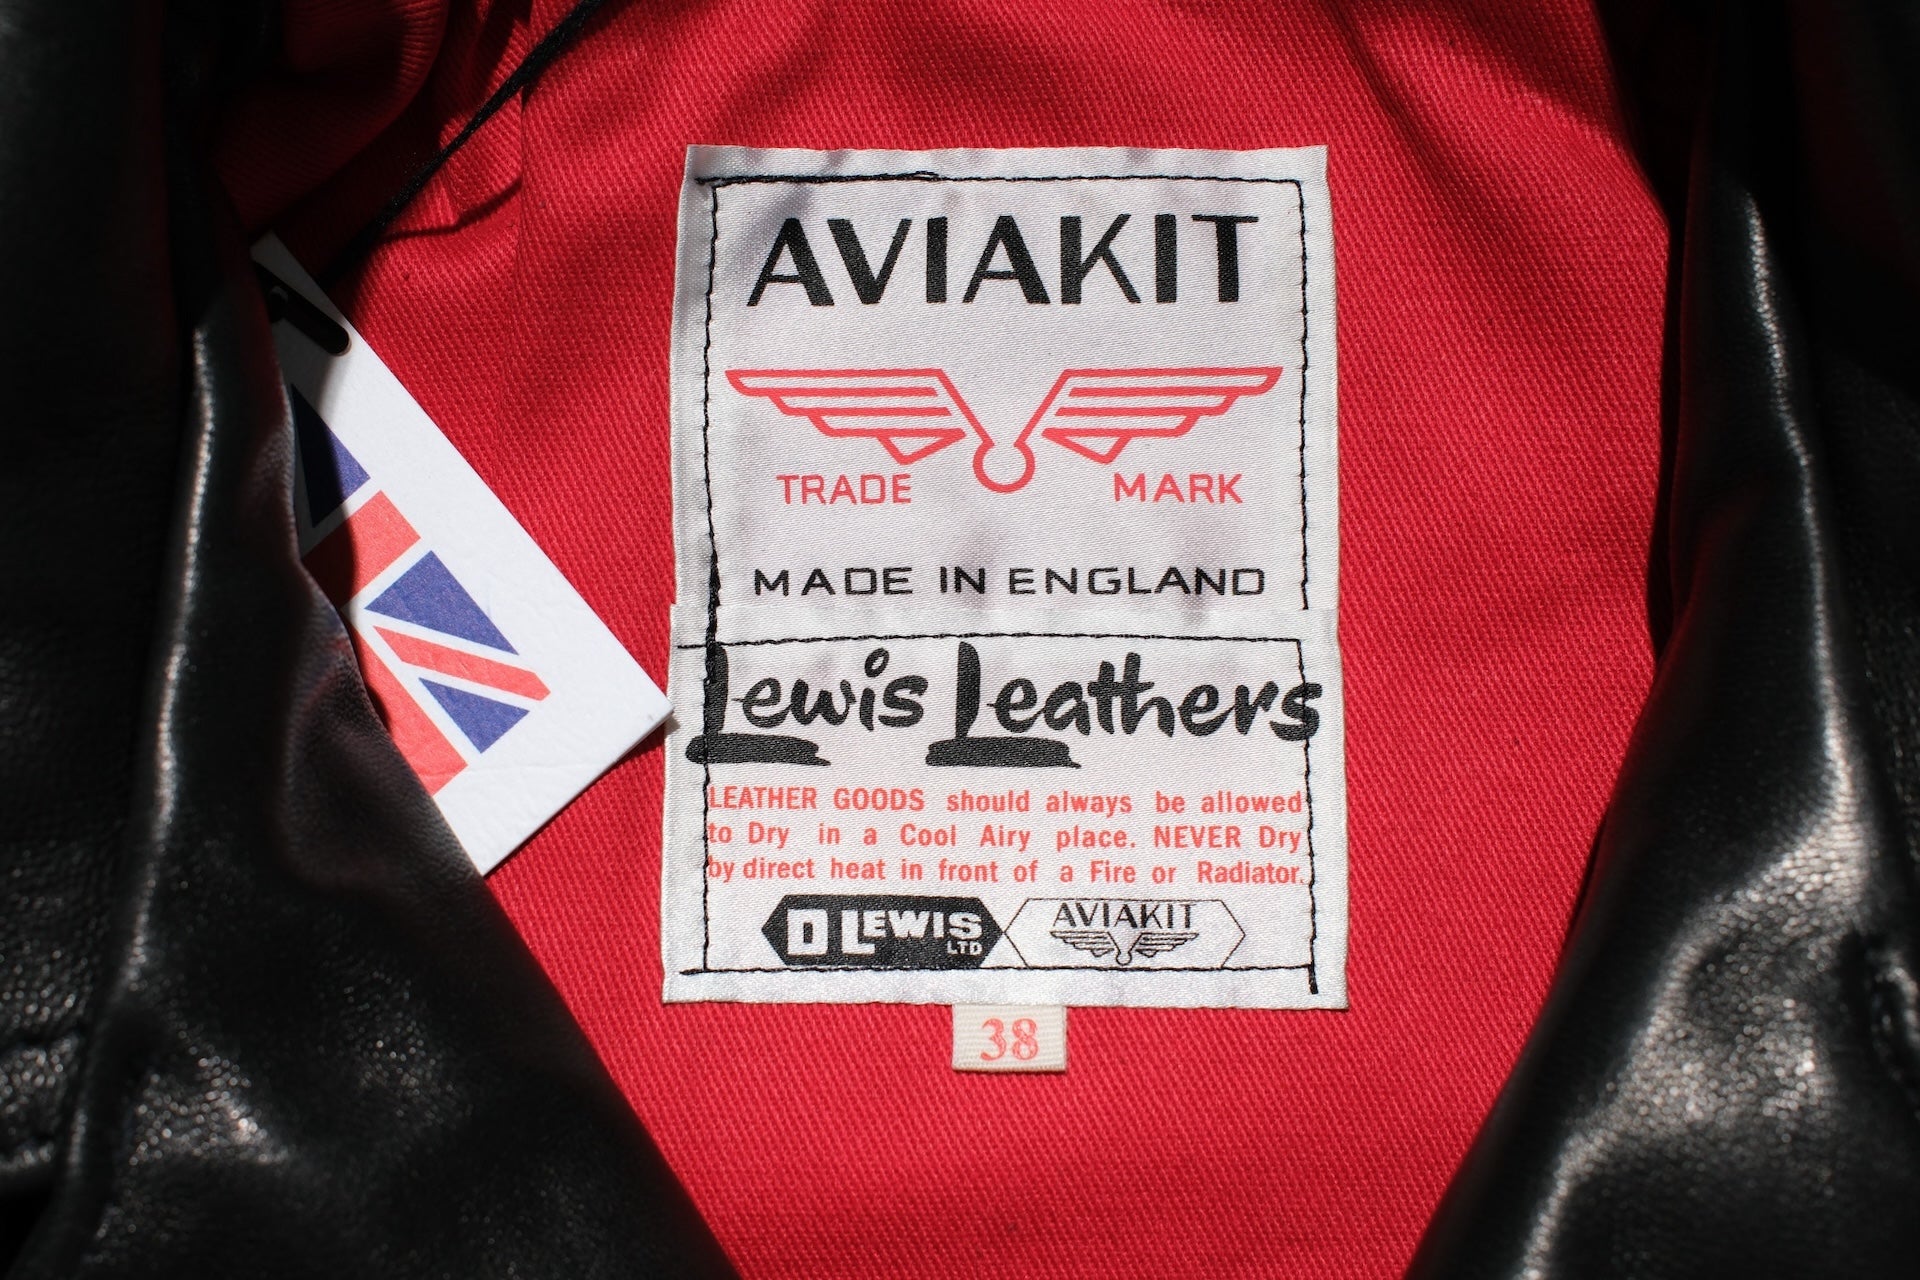 AVIAKIT
TRADE MARK
MADE IN ENGLAND
Lewis Leathers
LEATHER GOODS should always be allowed
to Dry in a Cool Airy place. NEVER Dry
by direct heat in front of a Fire or Radiator.
D LEWIS LTD AVIAKIT
38